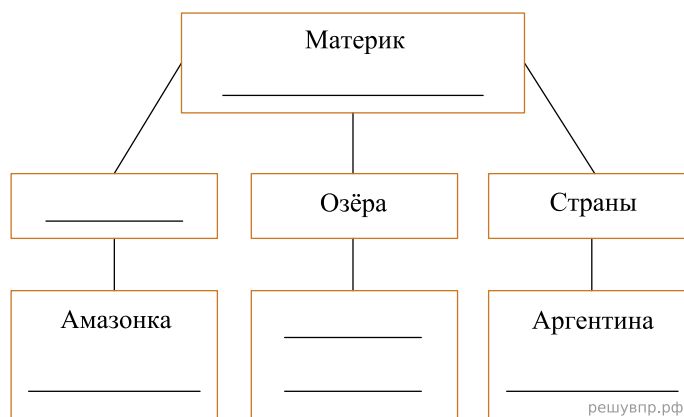 Материк
Озёра
Страны
Амазонка
Аргентина
решувпр.рф